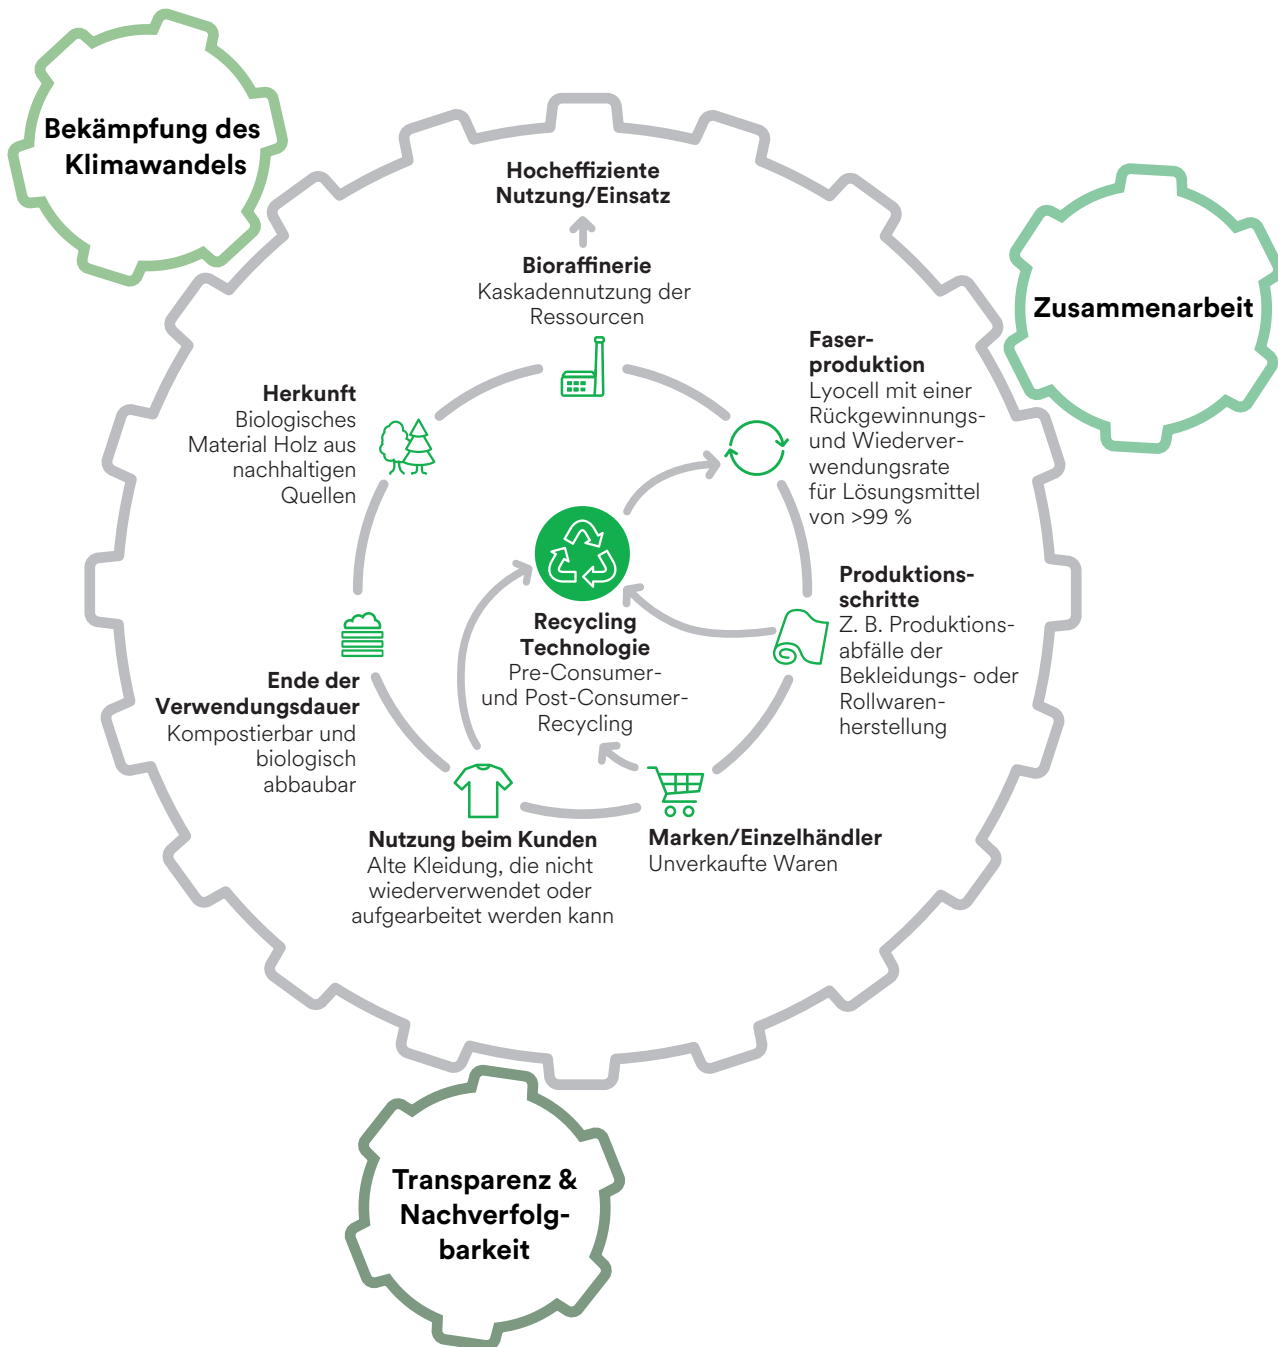 Bekämpfung des
Klimawandels
Hocheffiziente
Nutzung/Einsatz
Bioraffinerie
Kaskadennutzung der
Ressourcen
Zusammenarbeit
Faser-
produktion
Lyocell mit einer
Rückgewinnungs-
und Wiederver-
wendungsrate
für Lösungsmittel
von >99 %
Herkunft
Biologisches
Material Holz aus
nachhaltigen
Quellen
Produktions-
schritte
Z. B. Produktions-
abfälle der
Bekleidungs- oder
Rollwaren-
herstellung
Recycling
Technologie
Pre-Consumer-
und Post-Consumer-
Recycling
Ende der
Verwendungsdauer
Kompostierbar und
biologisch
abbaubar
Nutzung beim Kunden
Alte Kleidung, die nicht
wiederverwendet oder
aufgearbeitet werden kann
Marken/Einzelhändler
Unverkaufte Waren
Transparenz &
Nachverfolg-
barkeit